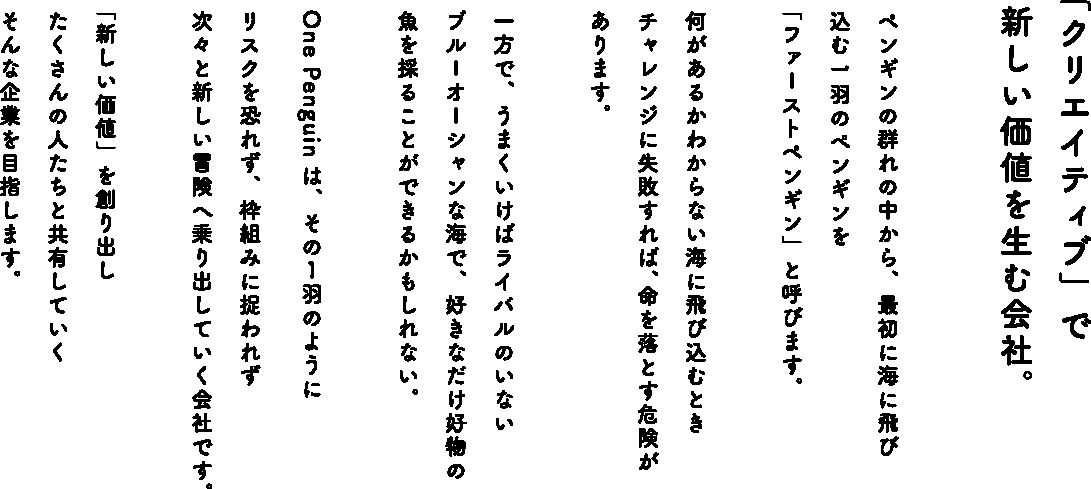 「クリエイティブ」で
新しい価値を生む会社。
ペンギンの群れの中から、最初に海に飛び
込む1羽のペンギンを
「ファーストペンギン」と呼びます。
何があるかわからない海に飛び込むとき
チャレンジに失敗すれば、命を落とす危険が
あります。
一方で、うまくいけばライバルのいない
ブルーオーシャンな海で、好きなだけ好物の
魚を採ることができるかもしれない。
One Penguin は、その1羽のように
リスクを恐れず、枠組みに捉われず
次々と新しい冒険へ乗り出していく会社です。
「新しい価値」を創り出し
たくさんの人たちと共有していく
そんな企業を目指します。